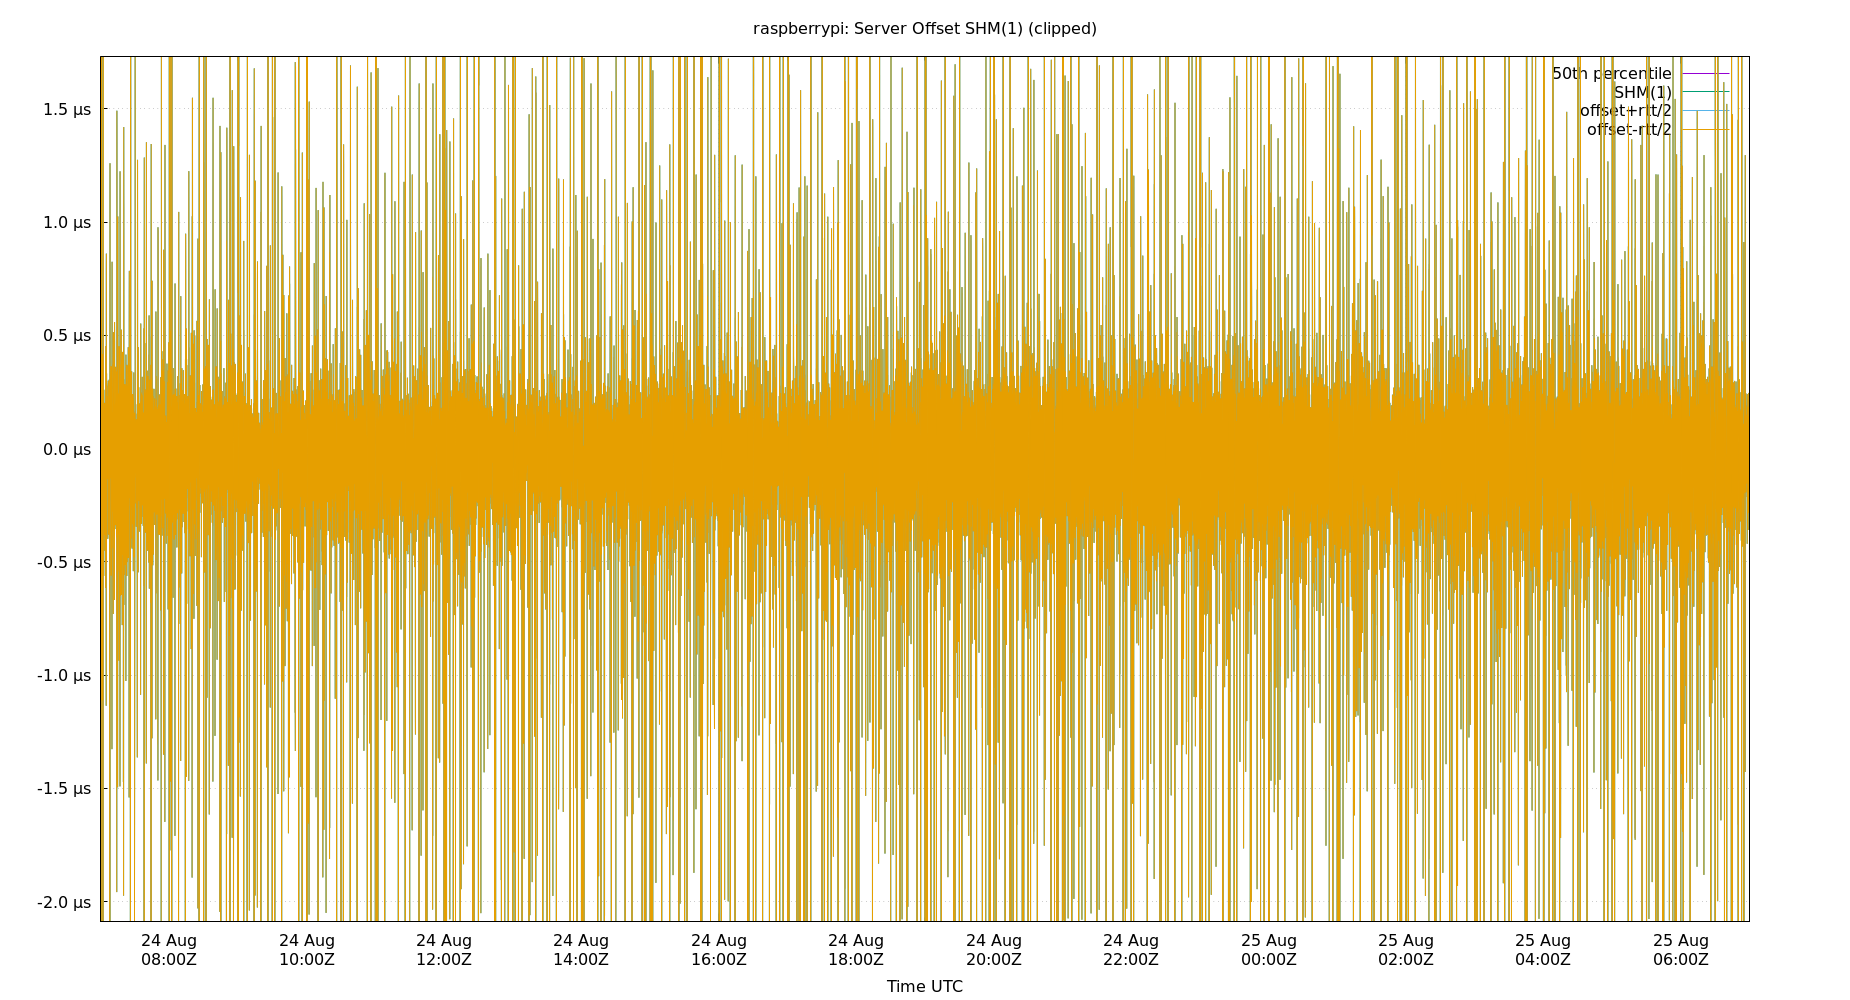 raspberrypi: Server Offset SHM(1) (clipped)
50th percentile
SHM(1)
offset+rtt/2
offset-rtt/2
1.5 µs
1.0 µs
0.5 µs
0.0 µs
-0.5 µs
-1.0 µs
-1.5 µs
-2.0 µs
24 Aug 24 Aug 24 Aug 24 Aug 24 Aug 24 Aug 24 Aug 24 Aug 25 Aug 25 Aug 25 Aug 25 Aug
08:00Z 10:00Z 12:00Z 14:00Z 16:00Z 18:00Z 20:00Z 22:00Z 00:00Z 02:00Z 04:00Z 06:00Z
Time UTC